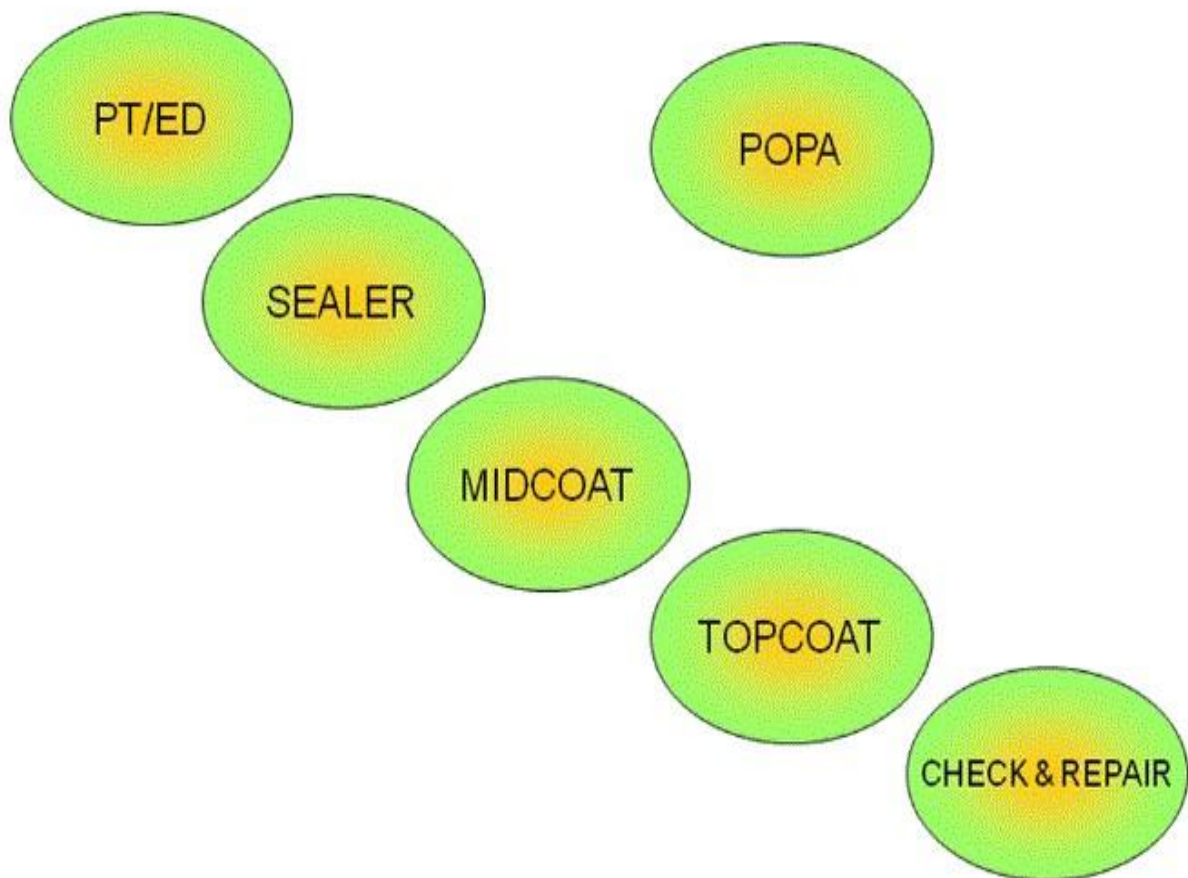 PT/ED
POPA
SEALER
MIDCOAT
TOPCOAT
CHECK & REPAIR